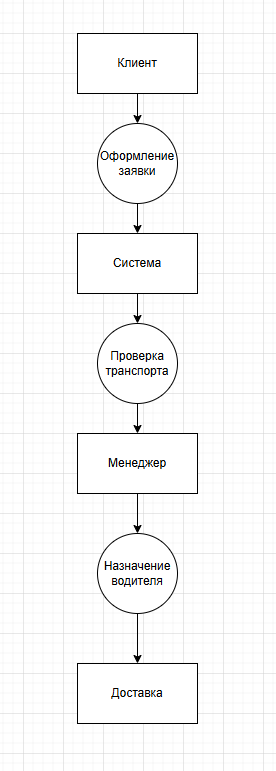 Клиент
Оформление
заявки
Система
Проверка
транспорта
Менеджер
Назначение
водителя
Доставка